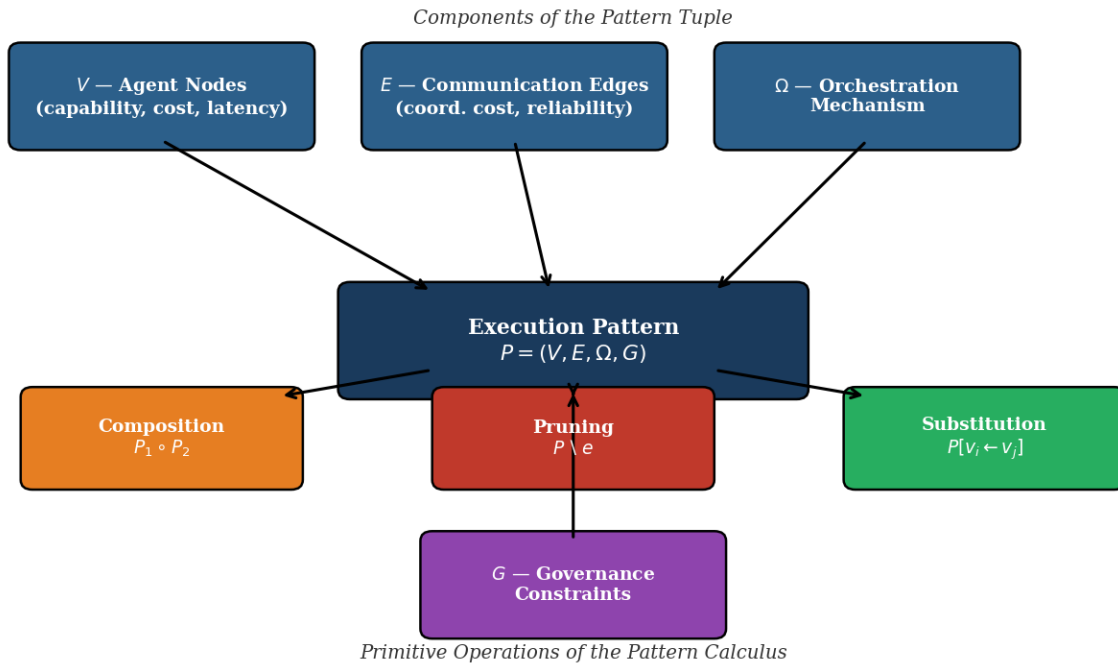 Components of the Pattern Tuple
V — Agent Nodes
(capability, cost, latency)
E — Communication Edges
(coord. cost, reliability)
Ω — Orchestration
Mechanism
Execution Pattern
P = (V, E, Ω, G)
Composition
P₁ ∘ P₂
Pruning
P \ e
Substitution
P[vᵢ ← vⱼ]
G — Governance
Constraints
Primitive Operations of the Pattern Calculus